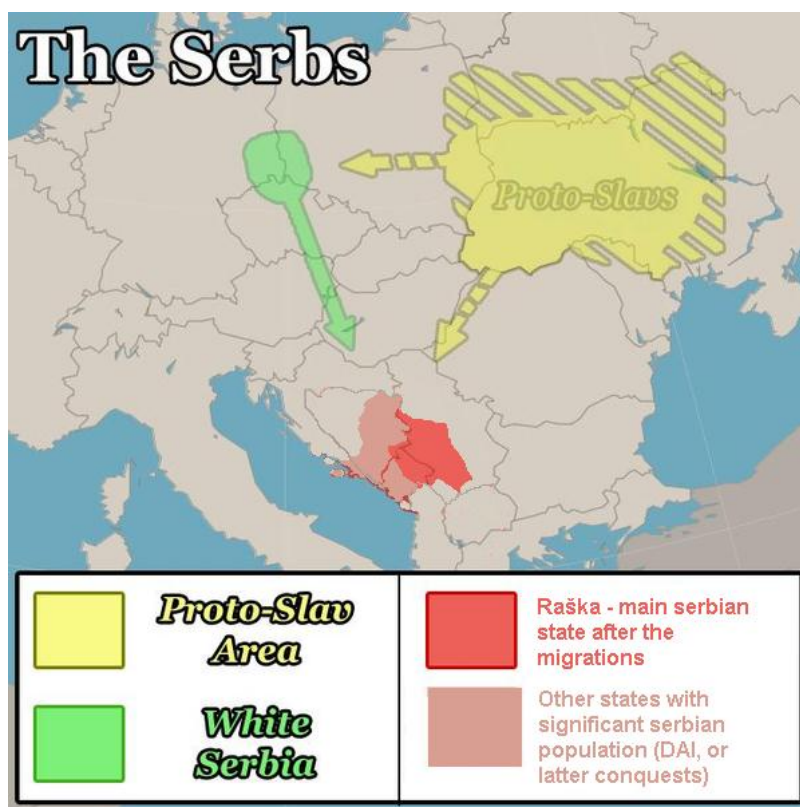 The Serbs
Proto-Slavs
Proto-Slav
Area
White
Serbia
Raška - main serbian
state after the
migrations
Other states with
significant serbian
population (DAI, or
latter conquests)